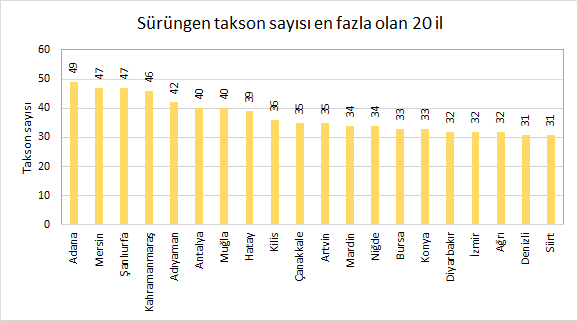 Sürüngen takson sayısı en fazla olan 20 il
Takson sayısı
60
50
40
30
20
10
0
49
47
47
46
42
40
40
39
36
35
35
34
34
33
33
32
32
32
31
31
Adana
Mersin
Şanlıurfa
Kahramanmaraş
Adıyaman
Antalya
Muğla
Hatay
Kilis
Çanakkale
Artvin
Mardin
Niğde
Bursa
Konya
Diyarbakır
İzmir
Ağrı
Denizli
Siirt